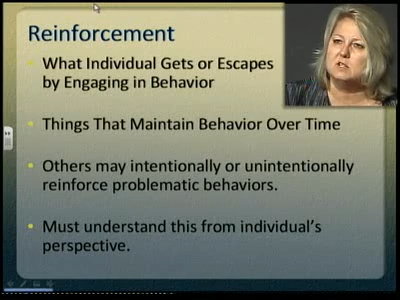 Reinforcement
What Individual Gets or Escapes
by Engaging in Behavior
Things That Maintain Behavior Over Time
Others may intentionally or unintentionally
reinforce problematic behaviors.
Must understand this from individual's
perspective.